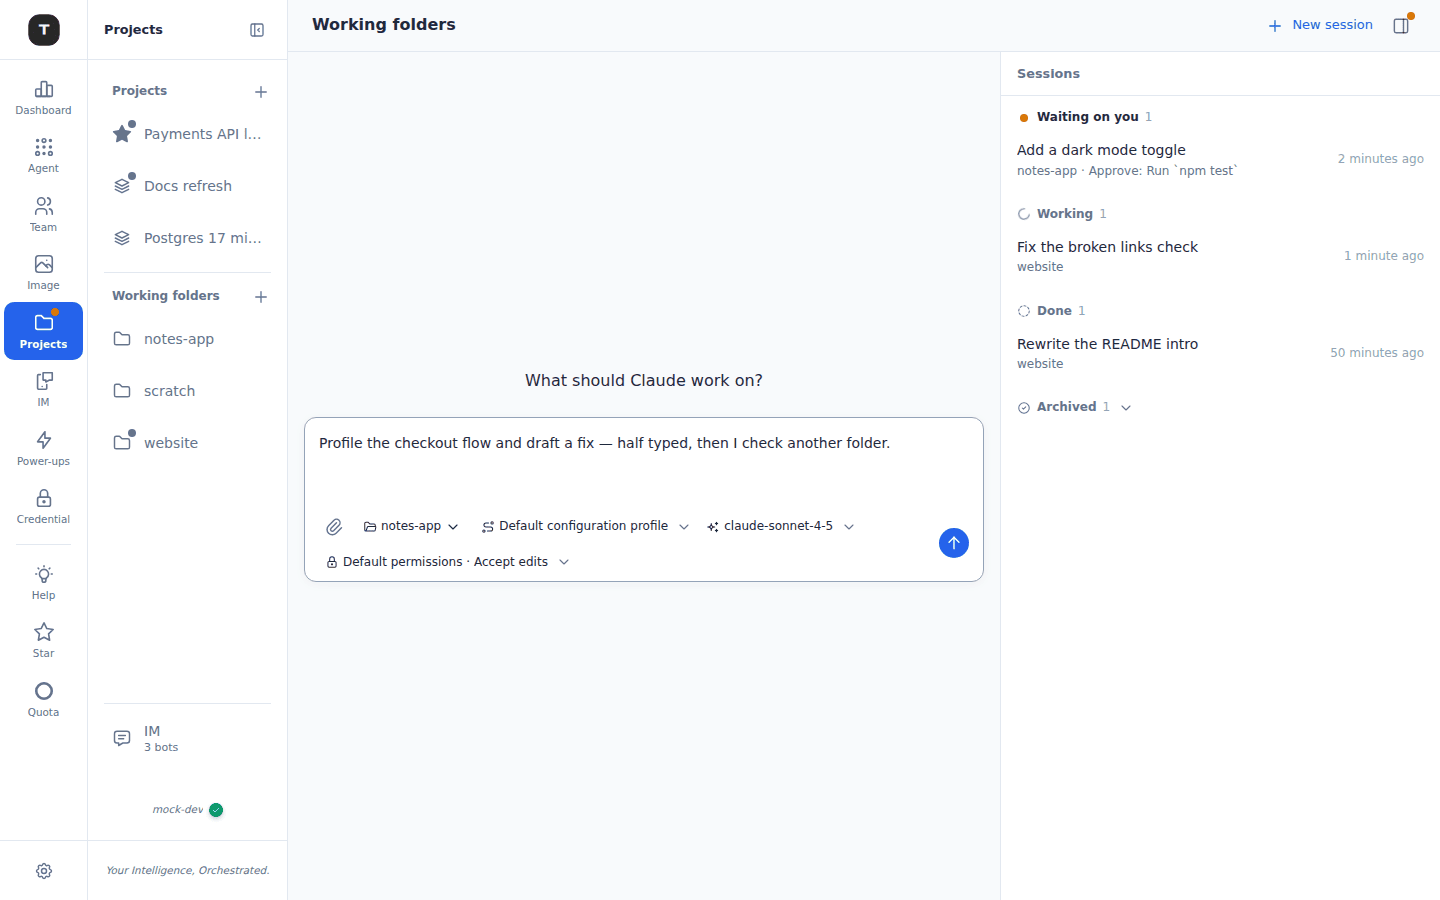 T
Dashboard
Agent
Team
Image
Projects
IM
Power-ups
Credential
Help
Star
Quota
Projects
Projects
Payments API l…
Docs refresh
Postgres 17 mi…
Working folders
notes-app
scratch
website
IM
3 bots
mock-dev
Your Intelligence, Orchestrated.
Working folders
New session
What should Claude work on?
Profile the checkout flow and draft a fix — half typed, then I check another folder.
notes-app
Default configuration profile
claude-sonnet-4-5
Default permissions · Accept edits
Sessions
Waiting on you 1
Add a dark mode toggle
2 minutes ago
notes-app · Approve: Run `npm test`
Working 1
Fix the broken links check
1 minute ago
website
Done 1
Rewrite the README intro
50 minutes ago
website
Archived 1